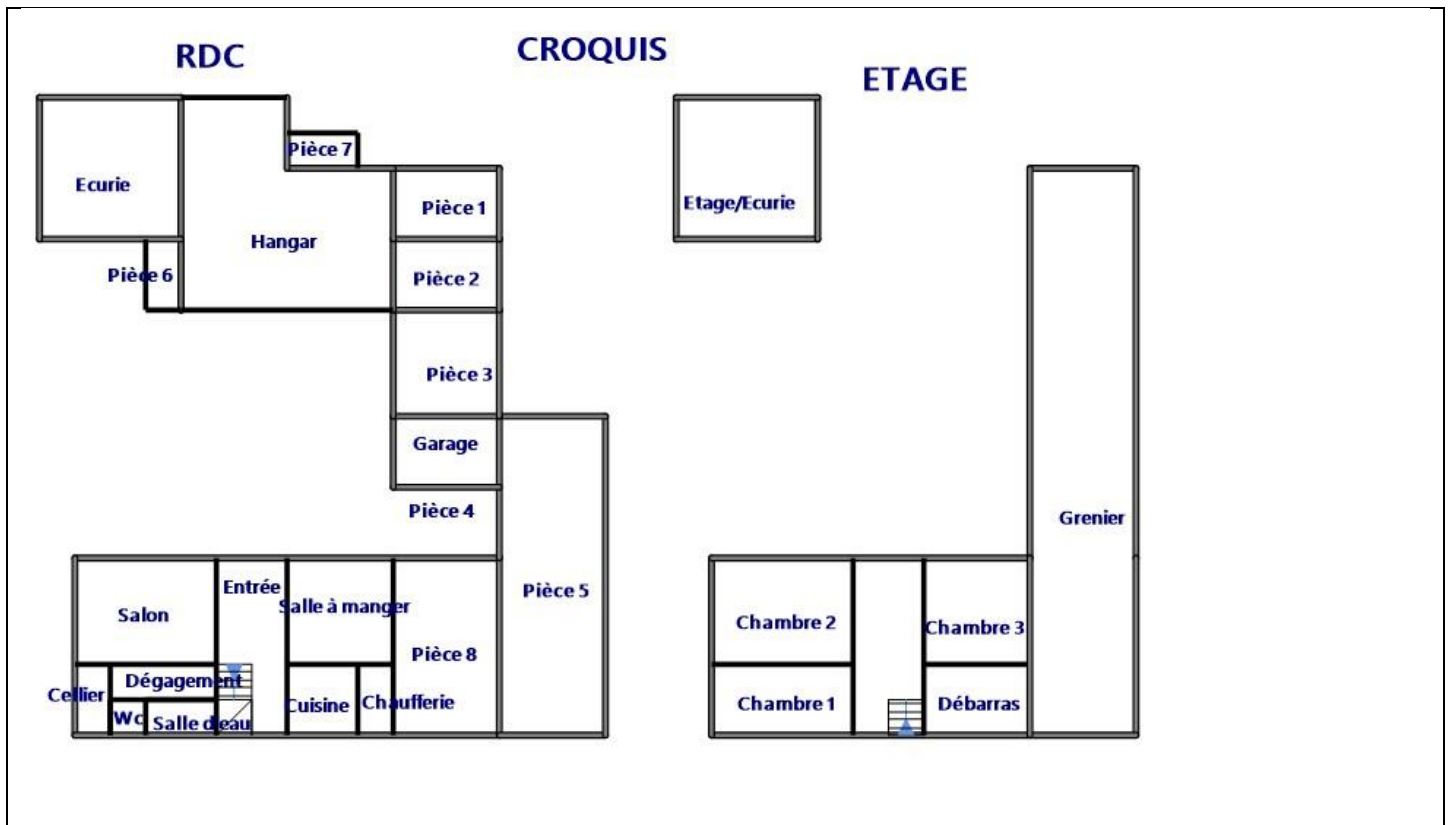 CROQUIS
RDC
ETAGE
Pièce 7
Ecurie
Pièce 1
Hangar
Pièce 6
Pièce 2
Pièce 3
Garage
Pièce 4
Entrée
Salle à manger
Salon
Pièce 5
Pièce 8
Dégagement
Cellier
Cuisine
Chaufferie
Wc
Salle d'eau
Etage/Ecurie
Grenier
Chambre 2
Chambre 3
Chambre 1
Débarras